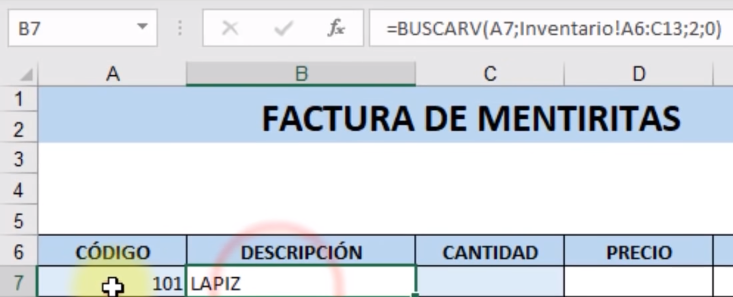 B7 fx =BUSCARV(A7;Inventario!A6:C13;2;0)
A B C D
1
FACTURA DE MENTIRITAS
2
3
4
5
6 CÓDIGO DESCRIPCIÓN CANTIDAD PRECIO
7 101 LAPIZ